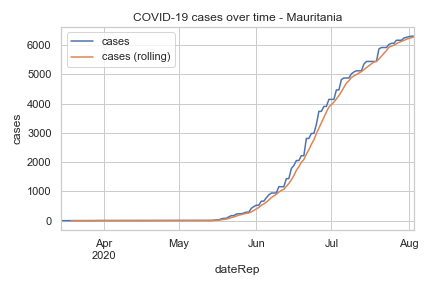 COVID-19 cases over time - Mauritania
cases
cases (rolling)
6000
5000
4000
3000
2000
1000
0
cases
Apr
2020
May
Jun
Jul
Aug
dateRep